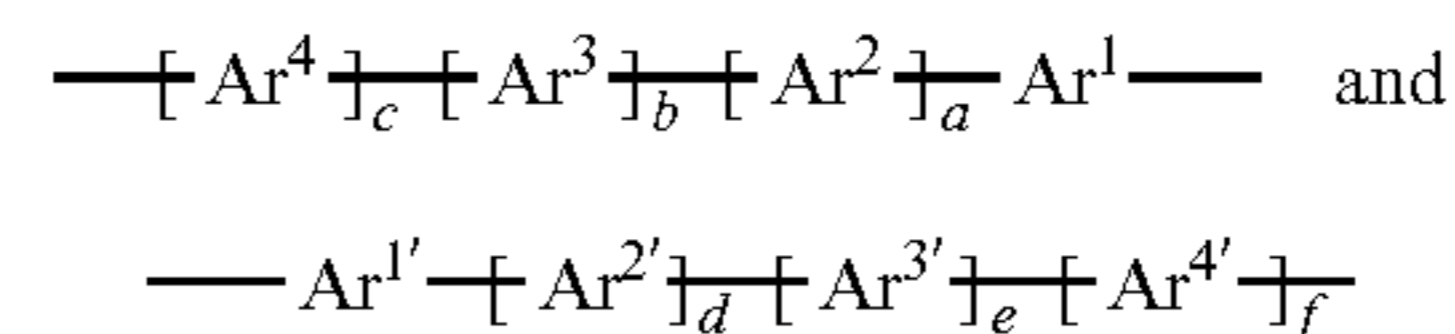 —[Ar⁴]c—[Ar³]b—[Ar²]a—Ar¹— and
—Ar¹′—[Ar²′]d—[Ar³′]e—[Ar⁴′]f—